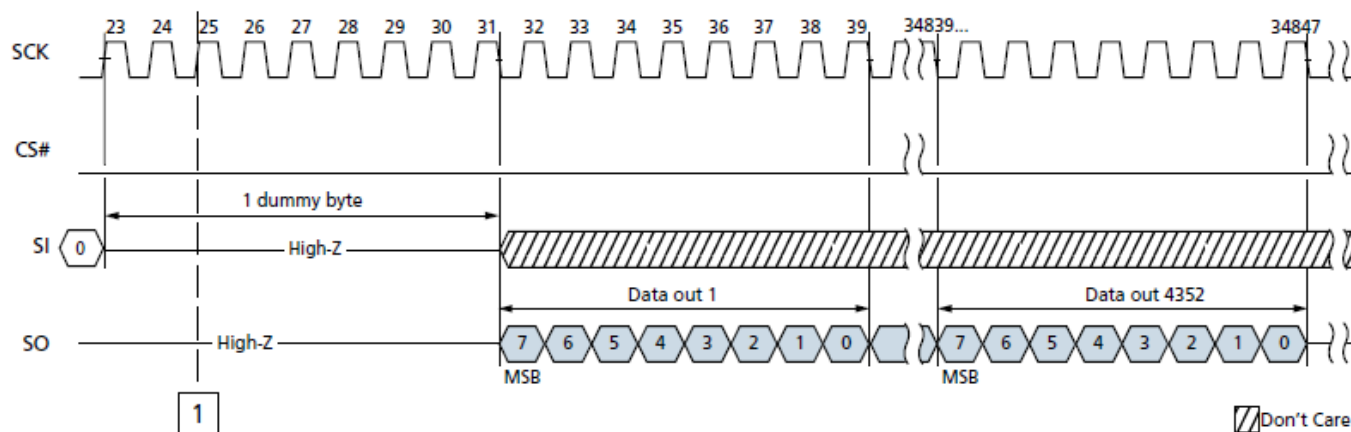 23 24 25 26 27 28 29 30 31 32 33 34 35 36 37 38 39 34839... 34847
SCK
CS#
1 dummy byte
SI 0 High-Z
Data out 1 Data out 4352
SO High-Z 7 6 5 4 3 2 1 0 7 6 5 4 3 2 1 0
MSB MSB
1
Don't Care